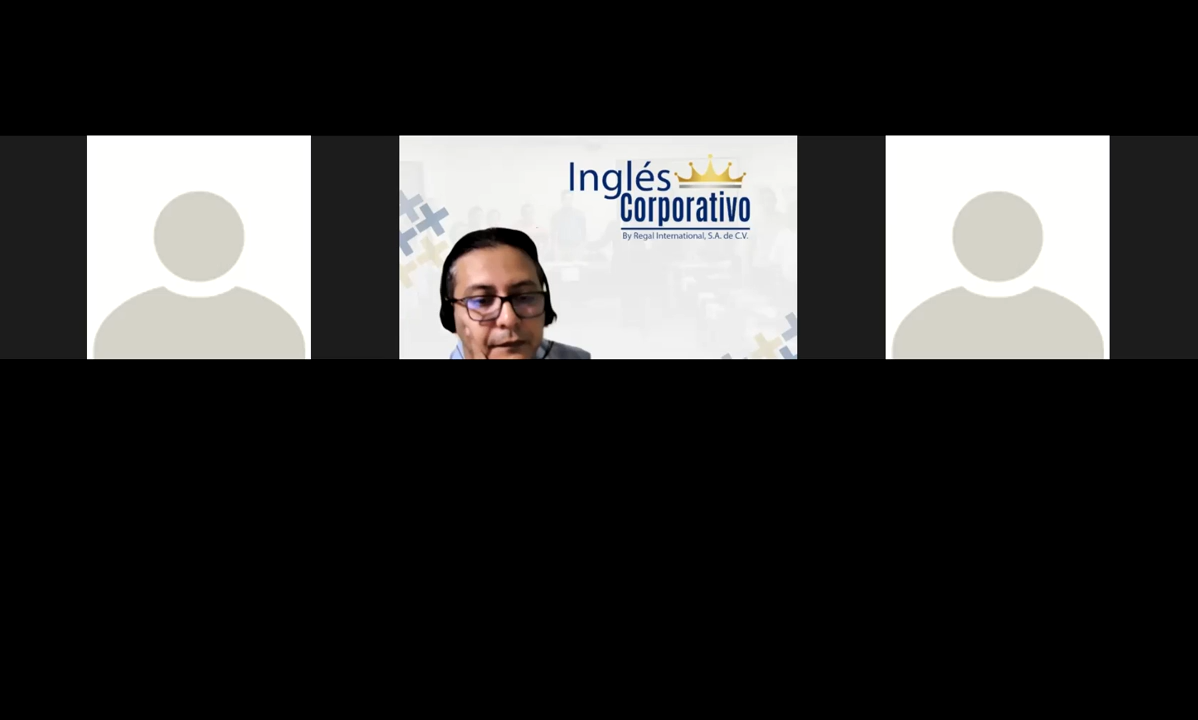 Inglés
Corporativo
By Regal International, S.A. de C.V.